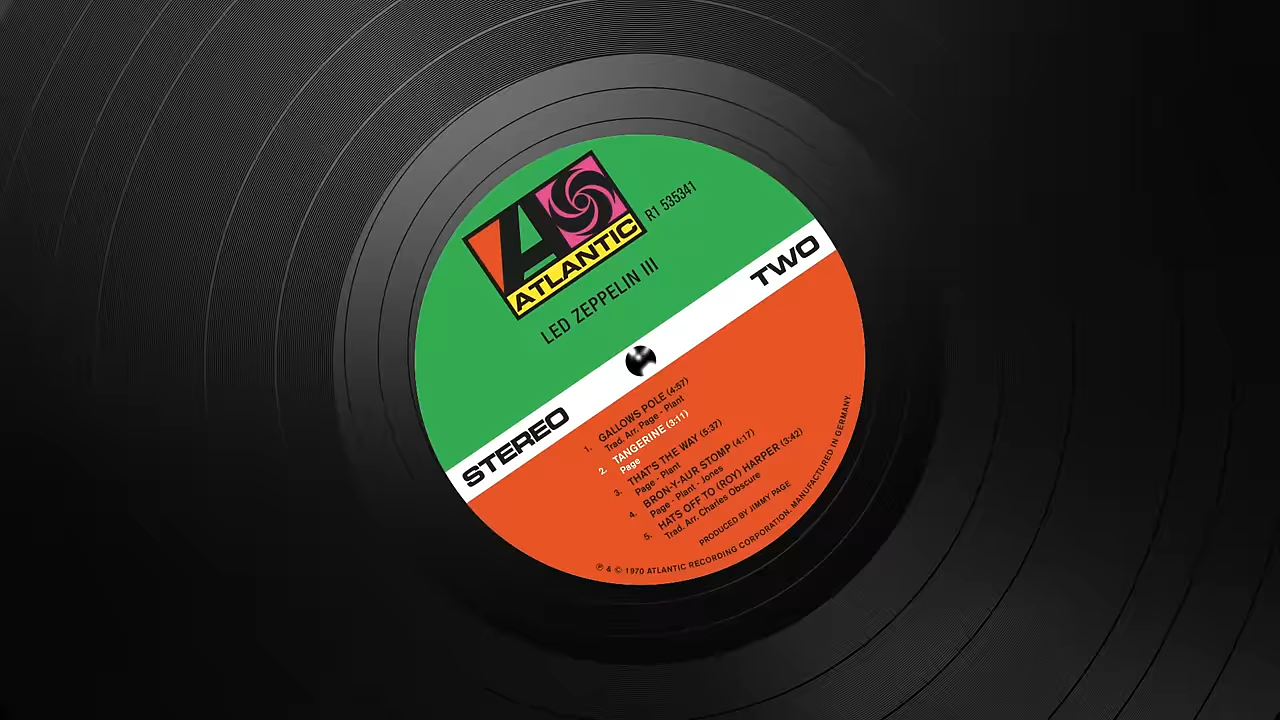 ATLANTIC
R1 535341
LED ZEPPELIN III
STEREO
TWO
1. GALLOWS POLE (4:57)
Trad. Arr. Page - Plant
2. TANGERINE (3:11)
Page
3. THAT'S THE WAY (5:37)
Page - Plant
4. BRON-Y-AUR STOMP (4:17)
Page - Plant - Jones
5. HATS OFF TO (ROY) HARPER (3:42)
Trad. Arr. Charles Obscure
PRODUCED BY JIMMY PAGE
℗ & © 1970 ATLANTIC RECORDING CORPORATION. MANUFACTURED IN GERMANY.